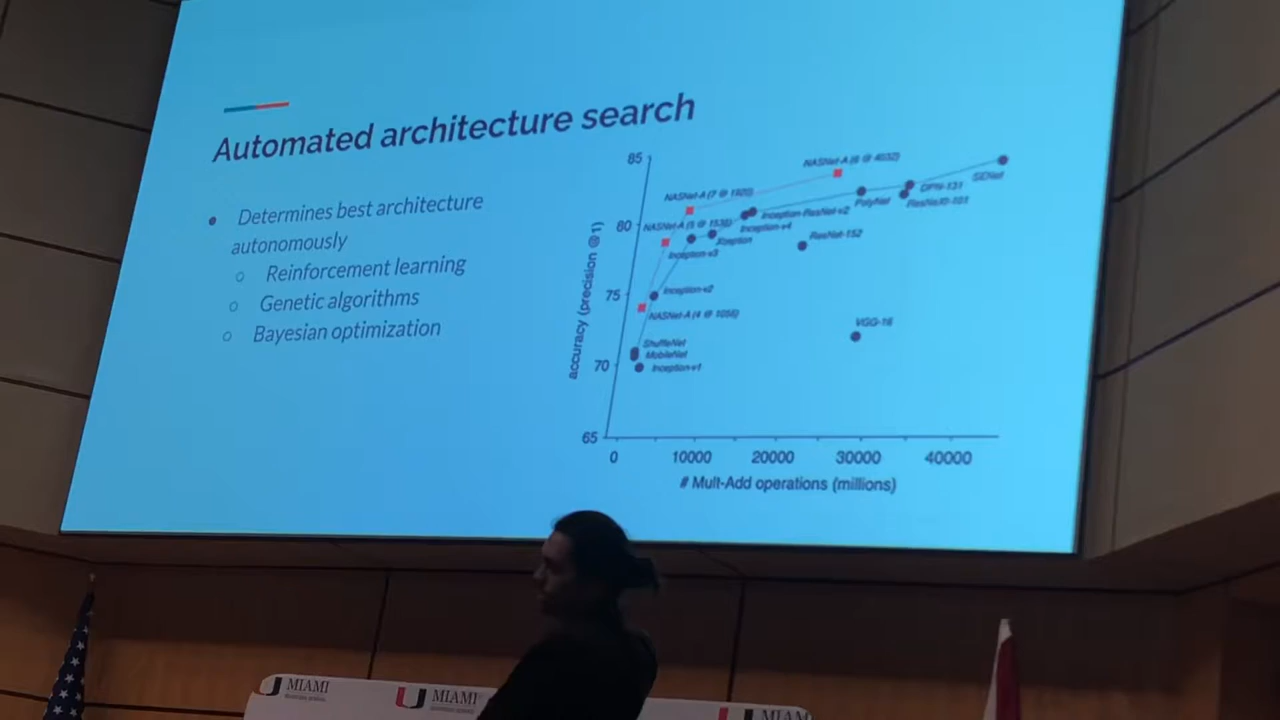 Automated architecture search
● Determines best architecture
autonomously
○ Reinforcement learning
○ Genetic algorithms
○ Bayesian optimization
85
80
75
70
65
accuracy (precision @1)
NASNet-A (6 @ 4032)
NASNet-A (7 @ 1920)
NASNet-A (5 @ 1538)
SENet
DPN-131
ResNeXt-101
PolyNet
Inception-ResNet-v2
Inception-v4
Xception
ResNet-152
Inception-v3
Inception-v2
NASNet-A (4 @ 1056)
VGG-16
ShuffleNet
MobileNet
Inception-v1
0 10000 20000 30000 40000
# Mult-Add operations (millions)
MIAMI
MIAMI
MIAMI